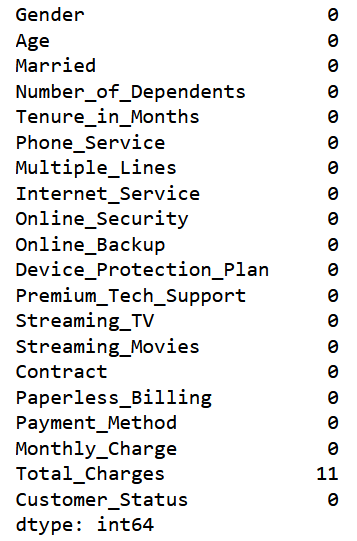 Gender 0
Age 0
Married 0
Number_of_Dependents 0
Tenure_in_Months 0
Phone_Service 0
Multiple_Lines 0
Internet_Service 0
Online_Security 0
Online_Backup 0
Device_Protection_Plan 0
Premium_Tech_Support 0
Streaming_TV 0
Streaming_Movies 0
Contract 0
Paperless_Billing 0
Payment_Method 0
Monthly_Charge 0
Total_Charges 11
Customer_Status 0
dtype: int64